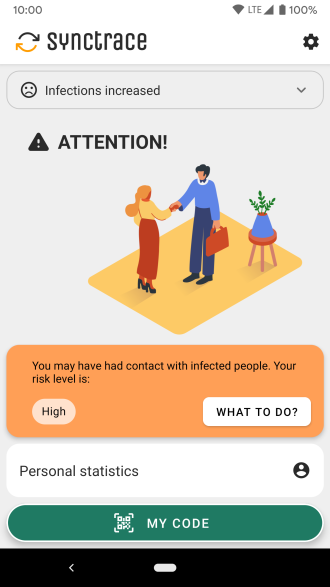 10:00
LTE
100%
synctrace
Infections increased
ATTENTION!
You may have had contact with infected people. Your
risk level is:
High
WHAT TO DO?
Personal statistics
MY CODE